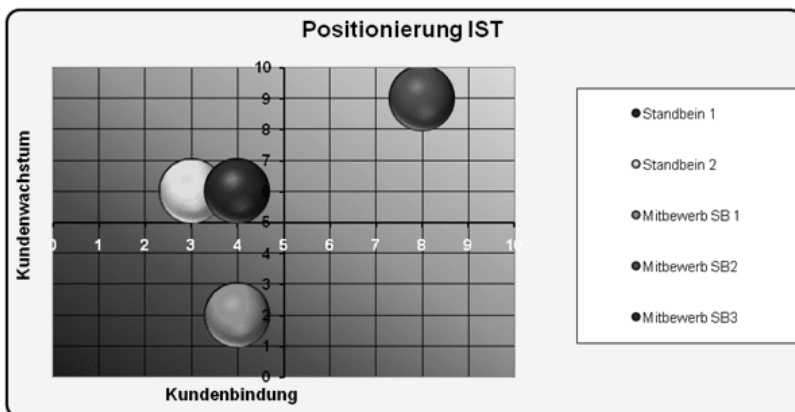 Positionierung IST
Kundenwachstum
10
9
8
7
6
5
4
3
2
1
0
0 1 2 3 4 5 6 7 8 9 10
Kundenbindung
Standbein 1
Standbein 2
Mitbewerb SB 1
Mitbewerb SB2
Mitbewerb SB3